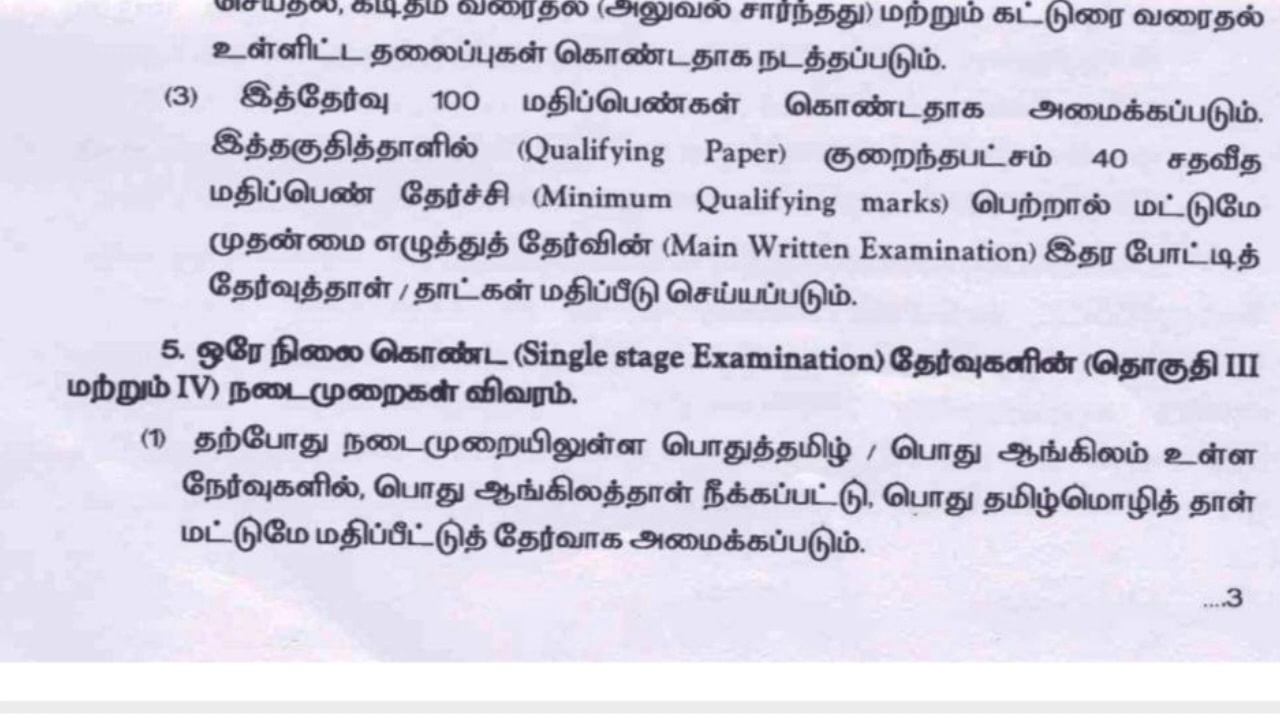 செய்தல், கடிதம் வரைதல் (அலுவல் சார்ந்தது) மற்றும் கட்டுரை வரைதல்
உள்ளிட்ட தலைப்புகள் கொண்டதாக நடத்தப்படும்.
(3) இத்தேர்வு 100 மதிப்பெண்கள் கொண்டதாக அமைக்கப்படும்.
இத்தகுதித்தாளில் (Qualifying Paper) குறைந்தபட்சம் 40 சதவீத
மதிப்பெண் தேர்ச்சி (Minimum Qualifying marks) பெற்றால் மட்டுமே
முதன்மை எழுத்துத் தேர்வின் (Main Written Examination) இதர போட்டித்
தேர்வுத்தாள் / தாட்கள் மதிப்பீடு செய்யப்படும்.
5. ஒரே நிலை கொண்ட (Single stage Examination) தேர்வுகளின் (தொகுதி III
மற்றும் IV) நடைமுறைகள் விவரம்.
(1) தற்போது நடைமுறையிலுள்ள பொதுத்தமிழ் / பொது ஆங்கிலம் உள்ள
நேர்வுகளில், பொது ஆங்கிலத்தாள் நீக்கப்பட்டு, பொது தமிழ்மொழித் தாள்
மட்டுமே மதிப்பீட்டுத் தேர்வாக அமைக்கப்படும்.
....3